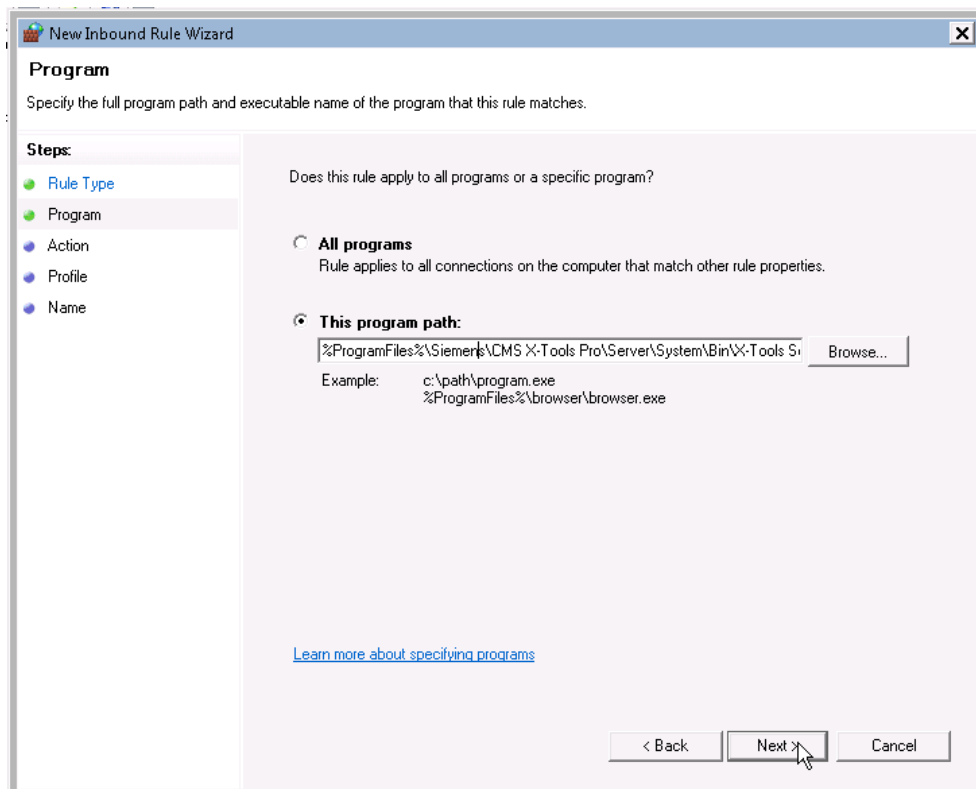 New Inbound Rule Wizard
Program
Specify the full program path and executable name of the program that this rule matches.
Steps:
Rule Type
Program
Action
Profile
Name
Does this rule apply to all programs or a specific program?
All programs
Rule applies to all connections on the computer that match other rule properties.
This program path:
%ProgramFiles%\Siemens\CMS X-Tools Pro\Server\System\Bin\X-Tools
Browse...
Example: c:\path\program.exe
%ProgramFiles%\browser\browser.exe
Learn more about specifying programs
< Back
Next >
Cancel